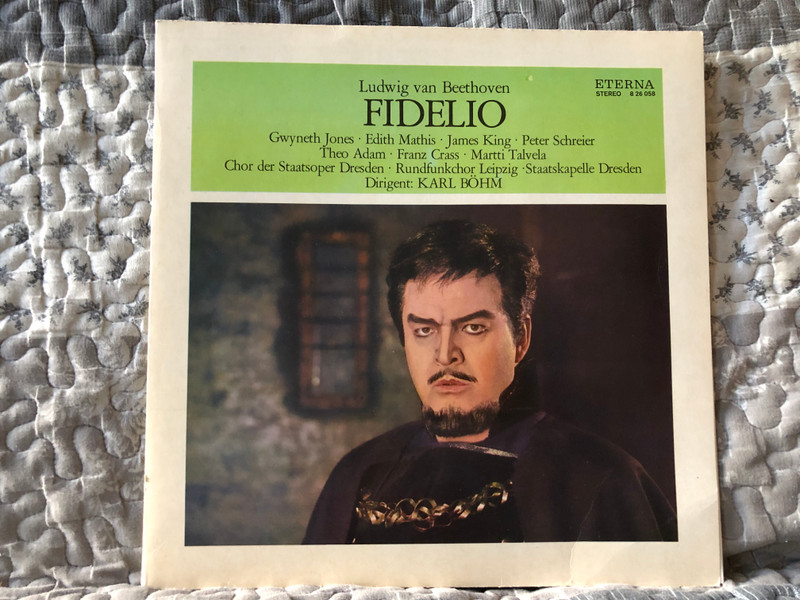 Ludwig van Beethoven
FIDELIO
ETERNA
STEREO 8 26 058
Gwyneth Jones · Edith Mathis · James King · Peter Schreier
Theo Adam · Franz Crass · Martti Talvela
Chor der Staatsoper Dresden · Rundfunkchor Leipzig · Staatskapelle Dresden
Dirigent: KARL BÖHM